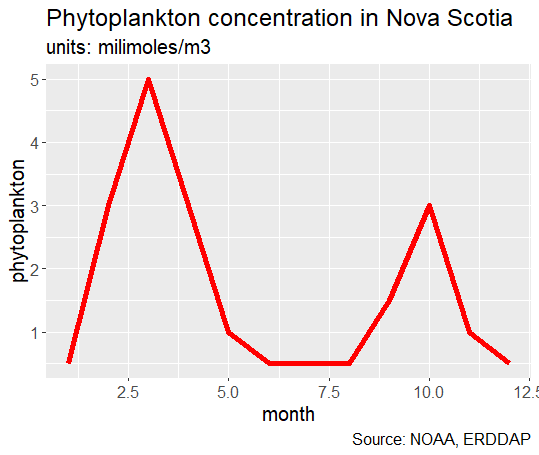 Phytoplankton concentration in Nova Scotia
units: milimoles/m3
phytoplankton
5
4
3
2
1
2.5 5.0 7.5 10.0 12.5
month
Source: NOAA, ERDDAP